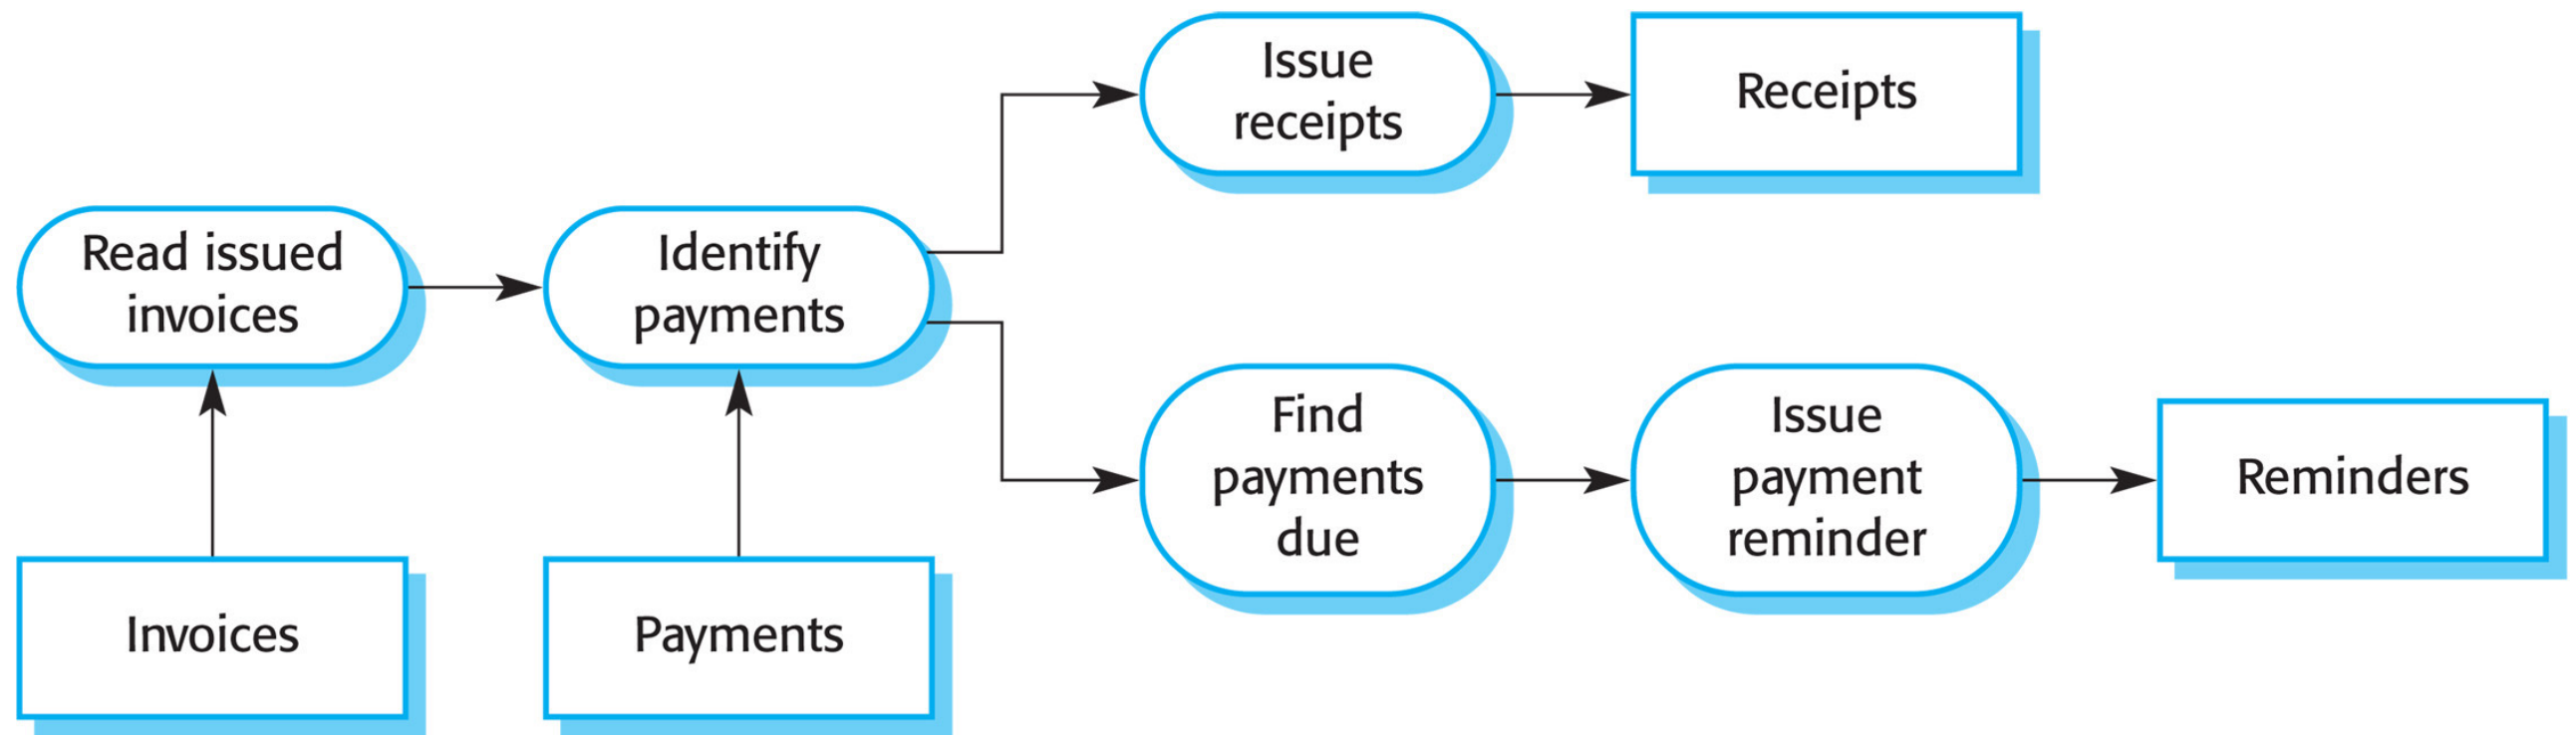 Read issued
invoices
Identify
payments
Issue
receipts
Receipts
Find
payments
due
Issue
payment
reminder
Reminders
Invoices
Payments